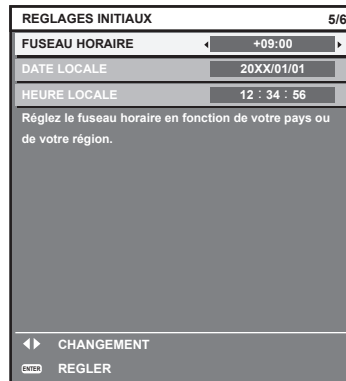 REGLAGES INITIAUX 5/6
FUSEAU HORAIRE +09:00
DATE LOCALE 20XX/01/01
HEURE LOCALE 12 : 34 : 56
Réglez le fuseau horaire en fonction de votre pays ou
de votre région.
CHANGEMENT
ENTER REGLER